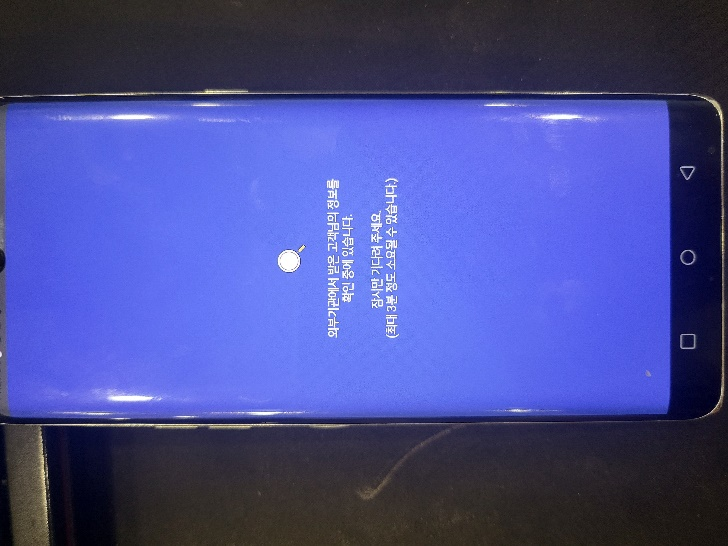 외부기관에서 받은 고객님의 정보를
확인 중에 있습니다.
잠시만 기다려 주세요.
(최대 3분 정도 소요될 수 있습니다.)